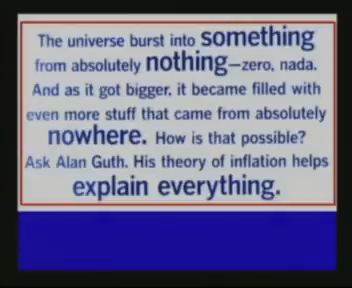 The universe burst into something
from absolutely nothing—zero, nada.
And as it got bigger, it became filled with
even more stuff that came from absolutely
nowhere. How is that possible?
Ask Alan Guth. His theory of inflation helps
explain everything.